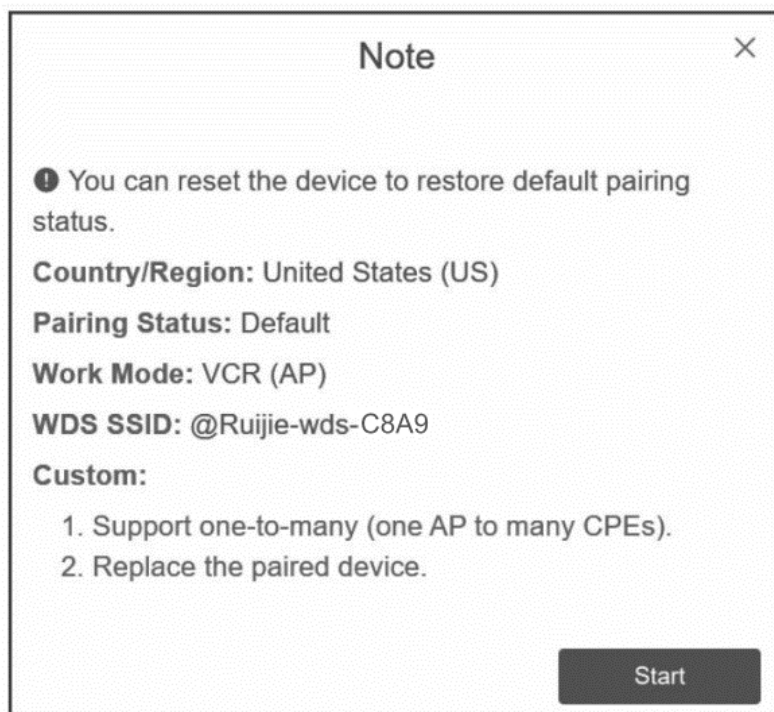 Note
You can reset the device to restore default pairing
status.
Country/Region: United States (US)
Pairing Status: Default
Work Mode: VCR (AP)
WDS SSID: @Ruijie-wds-C8A9
Custom:
1. Support one-to-many (one AP to many CPEs).
2. Replace the paired device.
Start